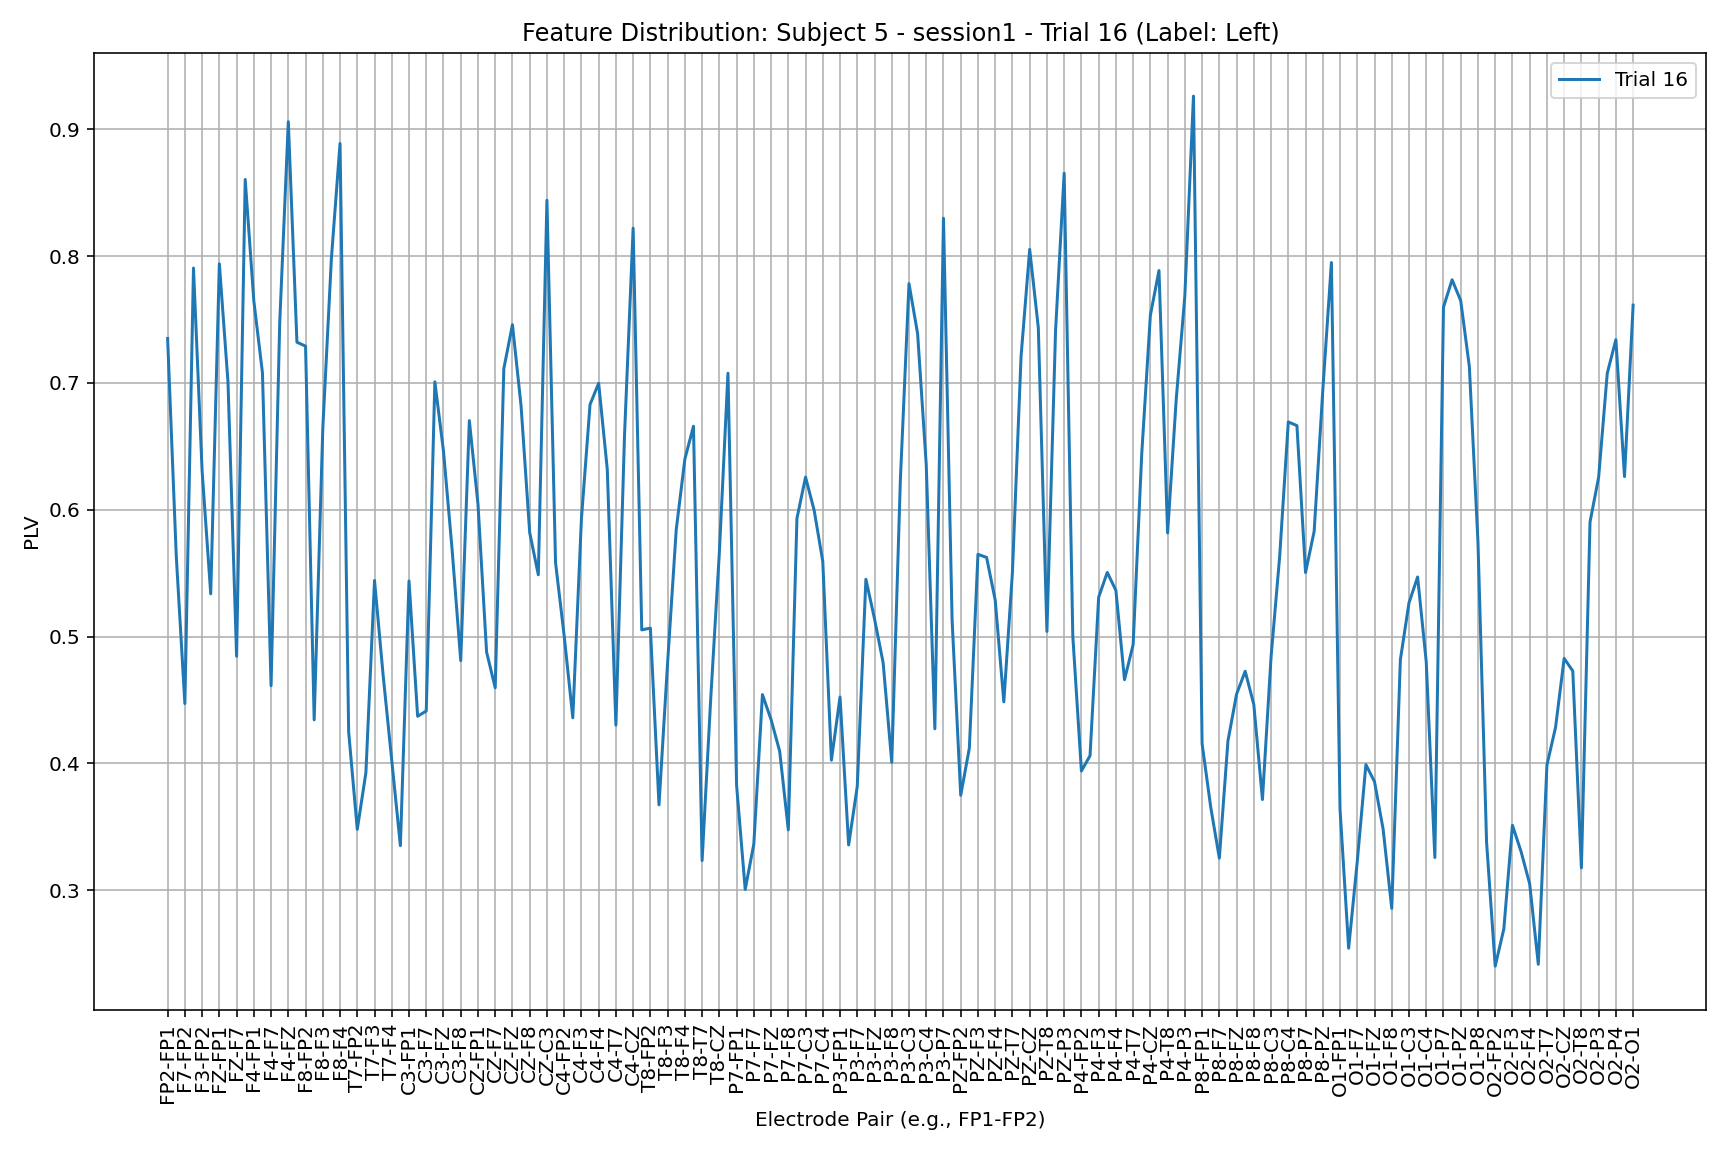 Feature Distribution: Subject 5 - session1 - Trial 16 (Label: Left)
Trial 16
PLV
0.9
0.8
0.7
0.6
0.5
0.4
0.3
FP2-FP1
F7-FP2
F3-FP2
FZ-FP1
FZ-F7
F4-FP1
F4-F7
F4-FZ
F8-FP2
F8-F3
F8-F4
T7-FP2
T7-F3
T7-F4
C3-FP1
C3-F7
C3-FZ
C3-F8
CZ-FP1
CZ-F7
CZ-FZ
CZ-F8
CZ-C3
C4-FP2
C4-F3
C4-F4
C4-T7
C4-CZ
T8-FP2
T8-F3
T8-F4
T8-T7
T8-CZ
P7-FP1
P7-F7
P7-FZ
P7-F8
P7-C3
P7-C4
P3-FP1
P3-F7
P3-FZ
P3-F8
P3-C3
P3-C4
P3-P7
PZ-FP2
PZ-F3
PZ-F4
PZ-T7
PZ-CZ
PZ-T8
PZ-P3
P4-FP2
P4-F3
P4-F4
P4-T7
P4-CZ
P4-T8
P4-P3
P8-FP1
P8-F7
P8-FZ
P8-F8
P8-C3
P8-C4
P8-P7
P8-PZ
O1-FP1
O1-F7
O1-FZ
O1-F8
O1-C3
O1-C4
O1-P7
O1-PZ
O1-P8
O2-FP2
O2-F3
O2-F4
O2-T7
O2-CZ
O2-T8
O2-P3
O2-P4
O2-O1
Electrode Pair (e.g., FP1-FP2)